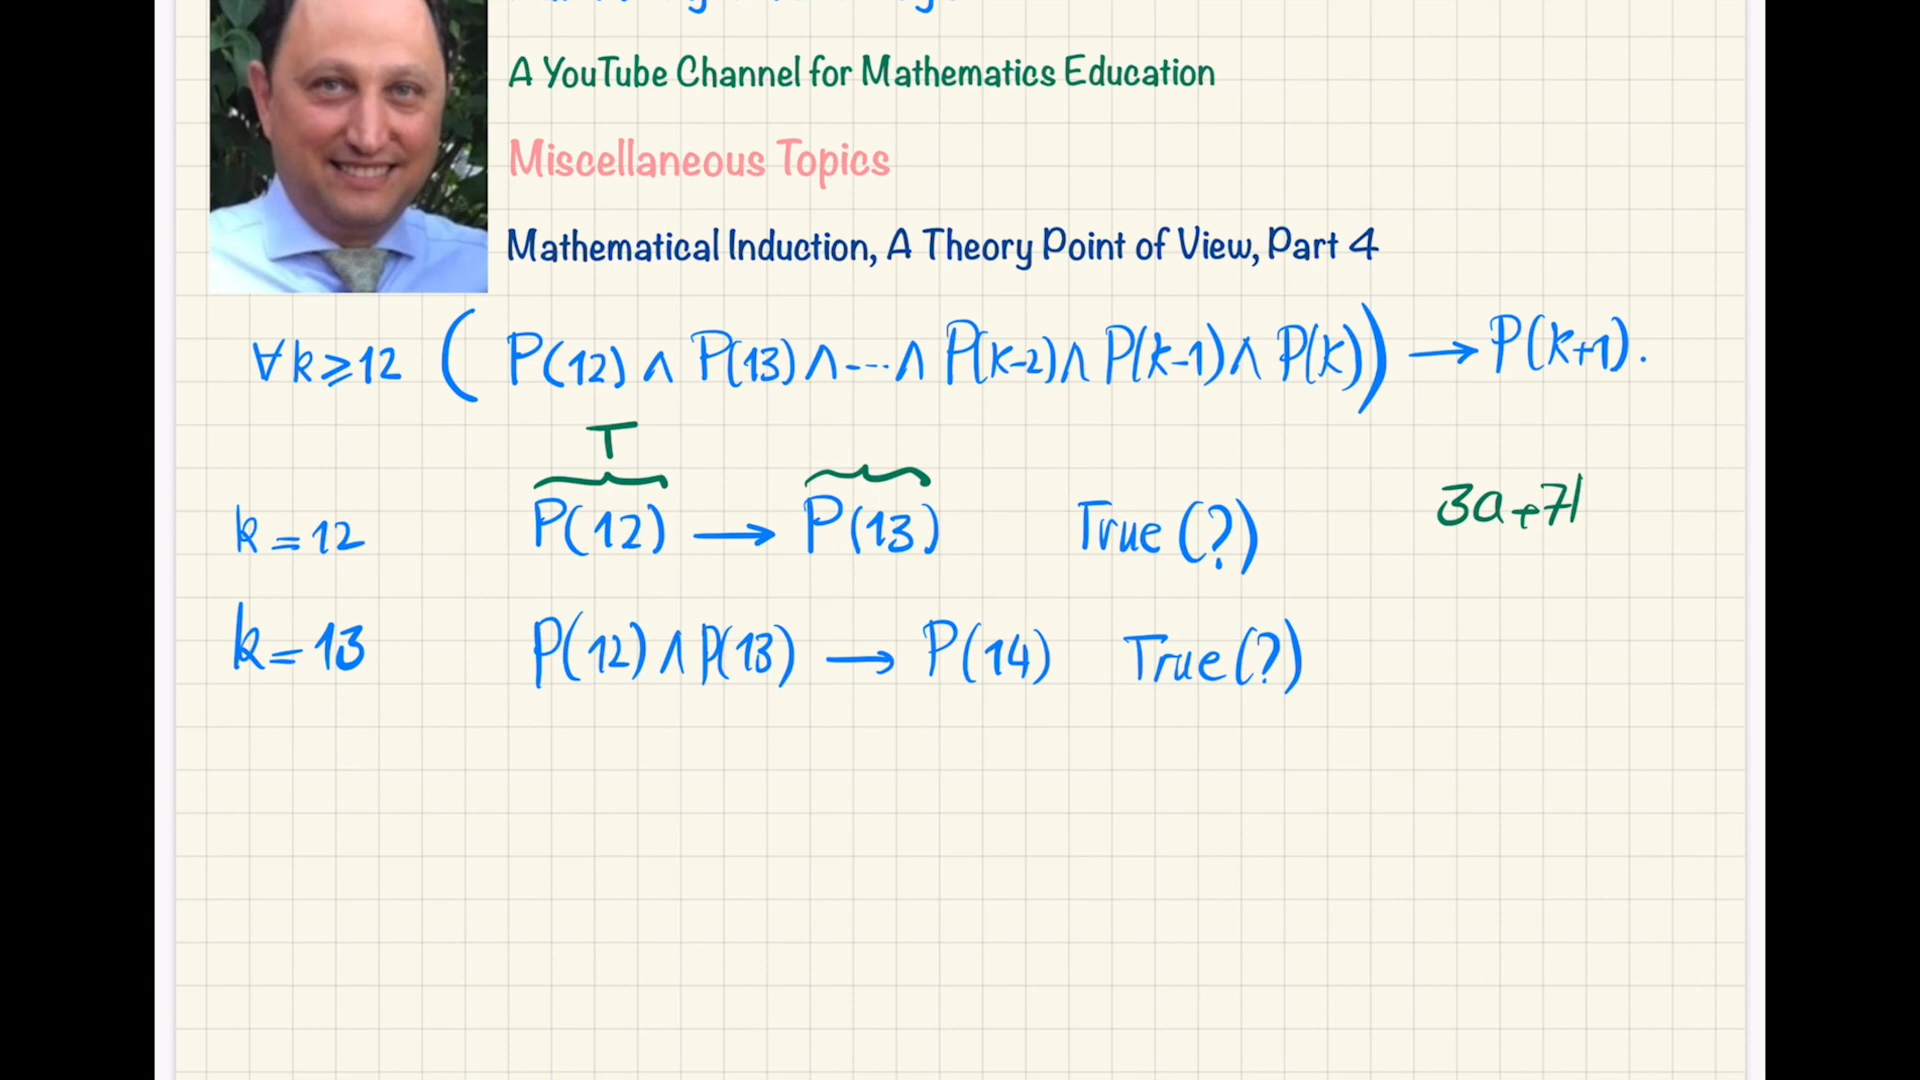 A YouTube Channel for Mathematics Education
Miscellaneous Topics
Mathematical Induction, A Theory Point of View, Part 4
∀k⩾12 ( P(12) ∧ P(13) ∧ --- ∧ P(k-2) ∧ P(k-1) ∧ P(k) ) → P(k+1).
T
k = 12 P(12) → P(13) True (?) 3a+7
k = 13 P(12) ∧ P(13) → P(14) True (?)